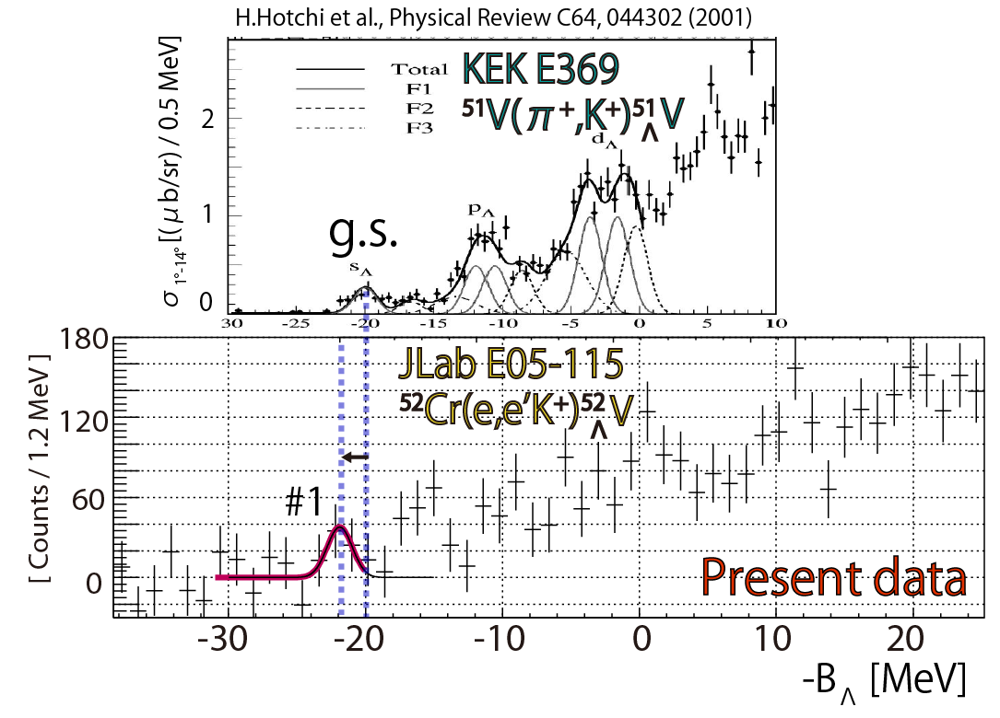 H.Hotchi et al., Physical Review C64, 044302 (2001)
σ 1°-14° [(μb/sr) / 0.5 MeV]
2
1
0
Total
F1
F2
F3
KEK E369
⁵¹V(π⁺,K⁺)⁵¹ΛV
g.s.
sΛ
pΛ
dΛ
30 -25 -20 -15 -10 -5 0 5 10
[ Counts / 1.2 MeV ]
180
120
60
0
JLab E05-115
⁵²Cr(e,e'K⁺)⁵²ΛV
#1
Present data
-30 -20 -10 0 10 20
-BΛ [MeV]